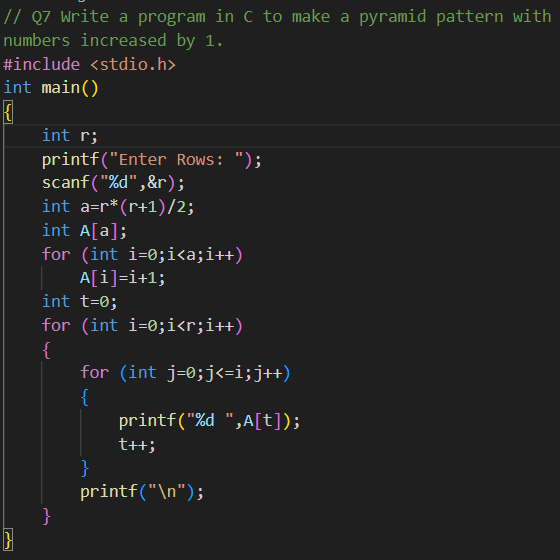 // Q7 Write a program in C to make a pyramid pattern with
numbers increased by 1.
#include <stdio.h>
int main()
{
    int r;
    printf("Enter Rows: ");
    scanf("%d",&r);
    int a=r*(r+1)/2;
    int A[a];
    for (int i=0;i<a;i++)
        A[i]=i+1;
    int t=0;
    for (int i=0;i<r;i++)
    {
        for (int j=0;j<=i;j++)
        {
            printf("%d ",A[t]);
            t++;
        }
        printf("\n");
    }
}